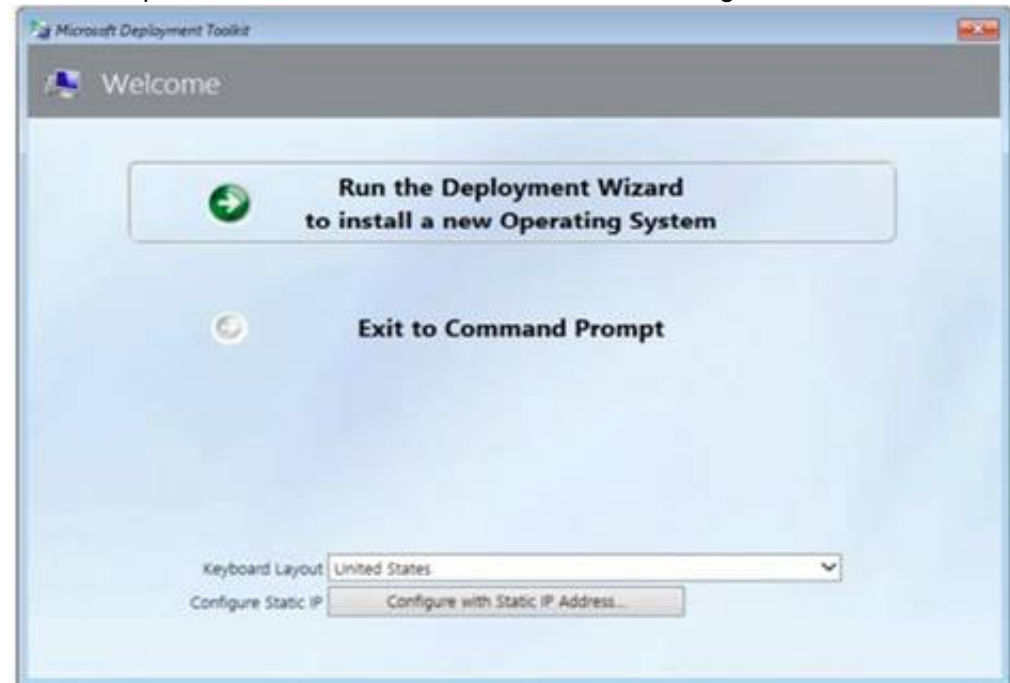 Microsoft Deployment Toolkit
Welcome
Run the Deployment Wizard
to install a new Operating System
Exit to Command Prompt
Keyboard Layout United States
Configure Static IP Configure with Static IP Address...